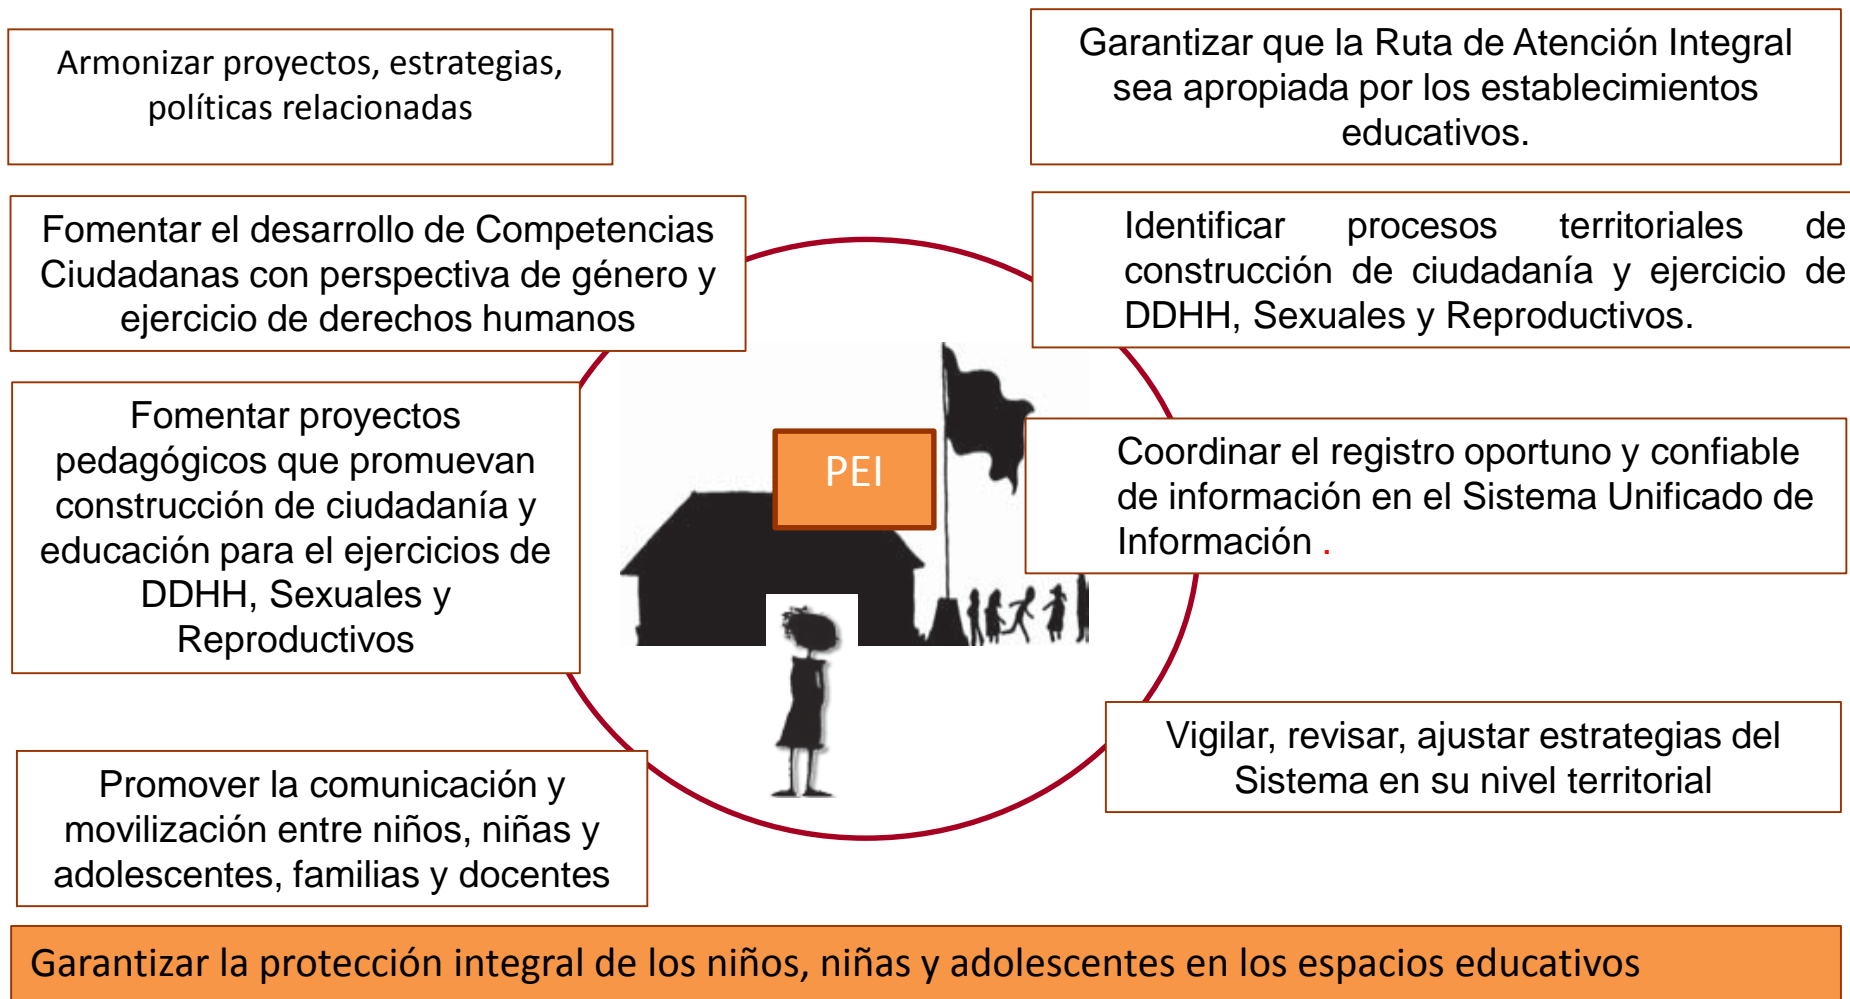 Armonizar proyectos, estrategias,
políticas relacionadas
Fomentar el desarrollo de Competencias
Ciudadanas con perspectiva de género y
ejercicio de derechos humanos
Fomentar proyectos
pedagógicos que promuevan
construcción de ciudadanía y
educación para el ejercicios de
DDHH, Sexuales y
Reproductivos
Promover la comunicación y
movilización entre niños, niñas y
adolescentes, familias y docentes
PEI
Garantizar que la Ruta de Atención Integral
sea apropiada por los establecimientos
educativos.
Identificar procesos territoriales de
construcción de ciudadanía y ejercicio de
DDHH, Sexuales y Reproductivos.
Coordinar el registro oportuno y confiable
de información en el Sistema Unificado de
Información .
Vigilar, revisar, ajustar estrategias del
Sistema en su nivel territorial
Garantizar la protección integral de los niños, niñas y adolescentes en los espacios educativos